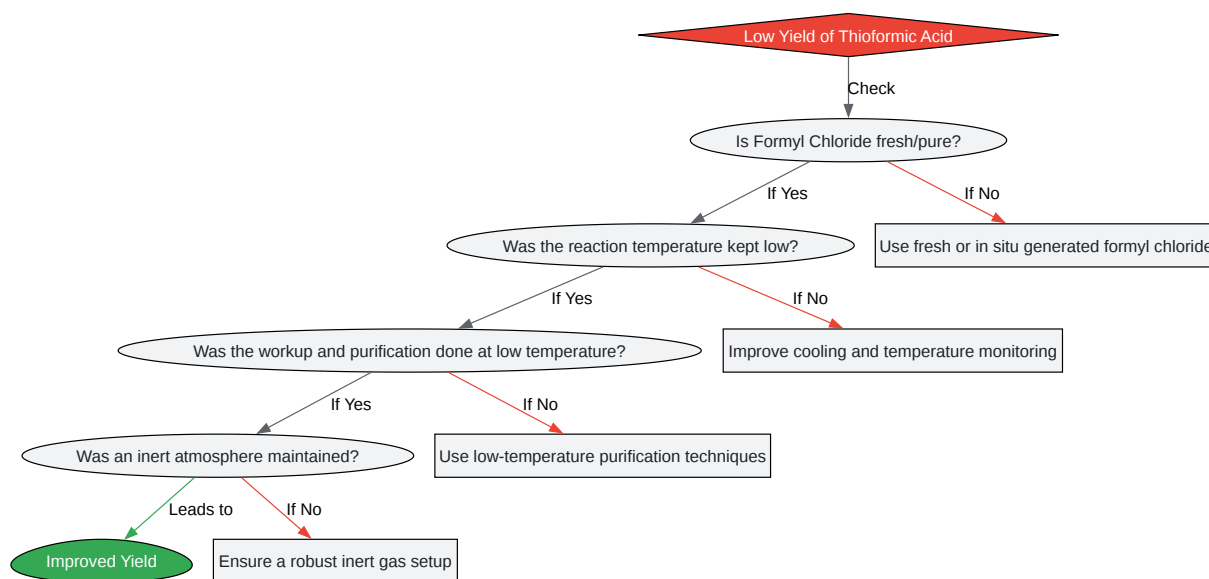 Low Yield of Thioformic Acid
Check
Is Formyl Chloride fresh/pure?
If Yes
If No
Was the reaction temperature kept low?
Use fresh or in situ generated formyl chloride
If Yes
If No
Was the workup and purification done at low temperature?
Improve cooling and temperature monitoring
If Yes
If No
Was an inert atmosphere maintained?
Use low-temperature purification techniques
Leads to
If No
Improved Yield
Ensure a robust inert gas setup